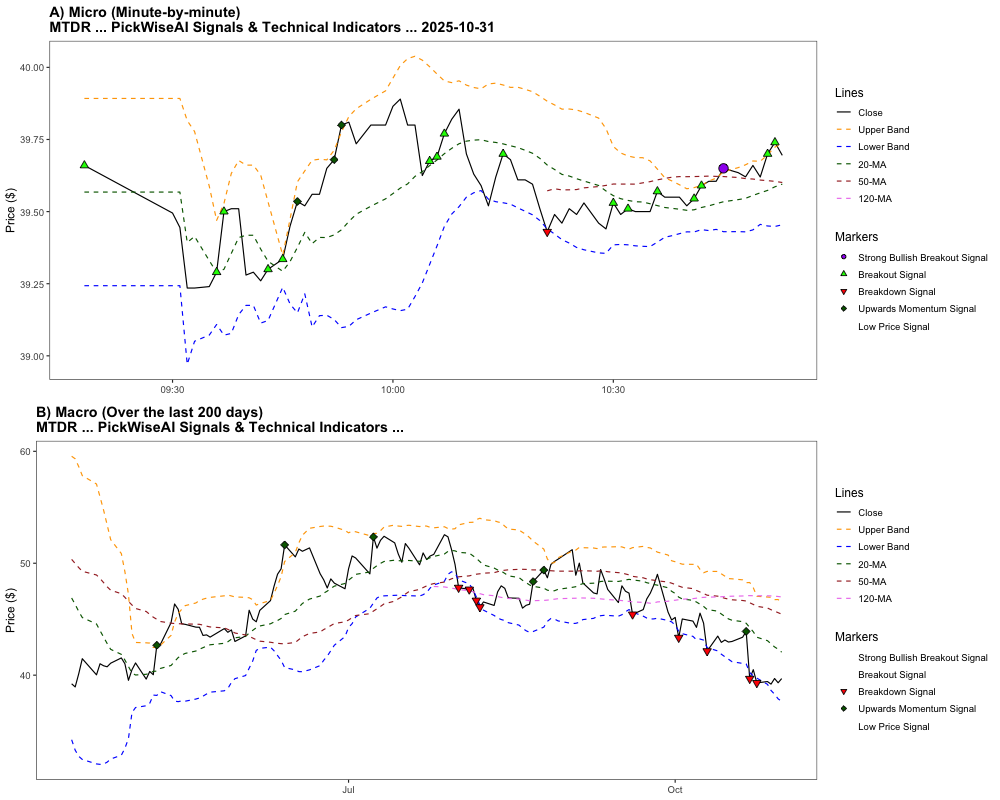 A) Micro (Minute-by-minute)
MTDR ... PickWiseAI Signals & Technical Indicators ... 2025-10-31
Price ($)
40.00
39.75
39.50
39.25
39.00
09:30
10:00
10:30
Lines
Close
Upper Band
Lower Band
20-MA
50-MA
120-MA
Markers
Strong Bullish Breakout Signal
Breakout Signal
Breakdown Signal
Upwards Momentum Signal
Low Price Signal
B) Macro (Over the last 200 days)
MTDR ... PickWiseAI Signals & Technical Indicators ...
Price ($)
60
50
40
Jul
Oct
Lines
Close
Upper Band
Lower Band
20-MA
50-MA
120-MA
Markers
Strong Bullish Breakout Signal
Breakout Signal
Breakdown Signal
Upwards Momentum Signal
Low Price Signal